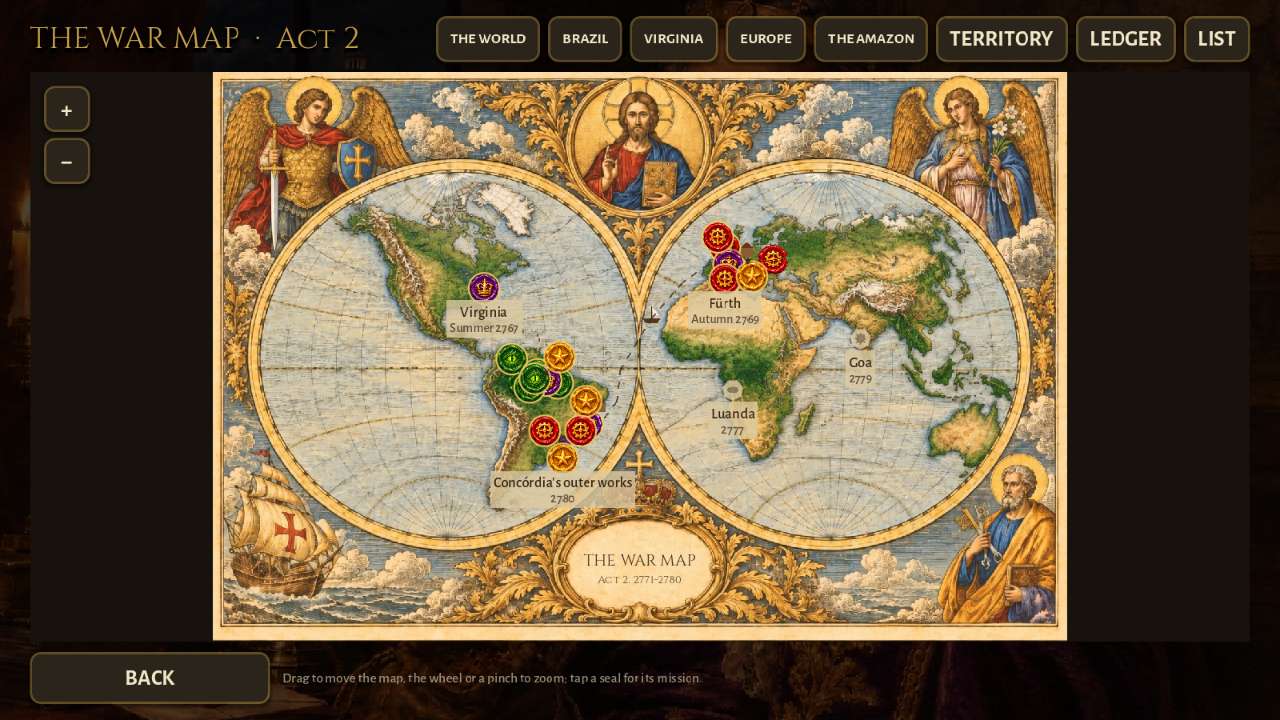 THE WAR MAP · ACT 2
THE WORLD
BRAZIL
VIRGINIA
EUROPE
THE AMAZON
TERRITORY
LEDGER
LIST
+
−
Virginia
Summer 2767
Fürth
Autumn 2769
Goa
2779
Luanda
2777
Concórdia's outer works
2780
THE WAR MAP
ACT 2, 2771–2780
BACK
Drag to move the map, the wheel or a pinch to zoom; tap a seal for its mission.